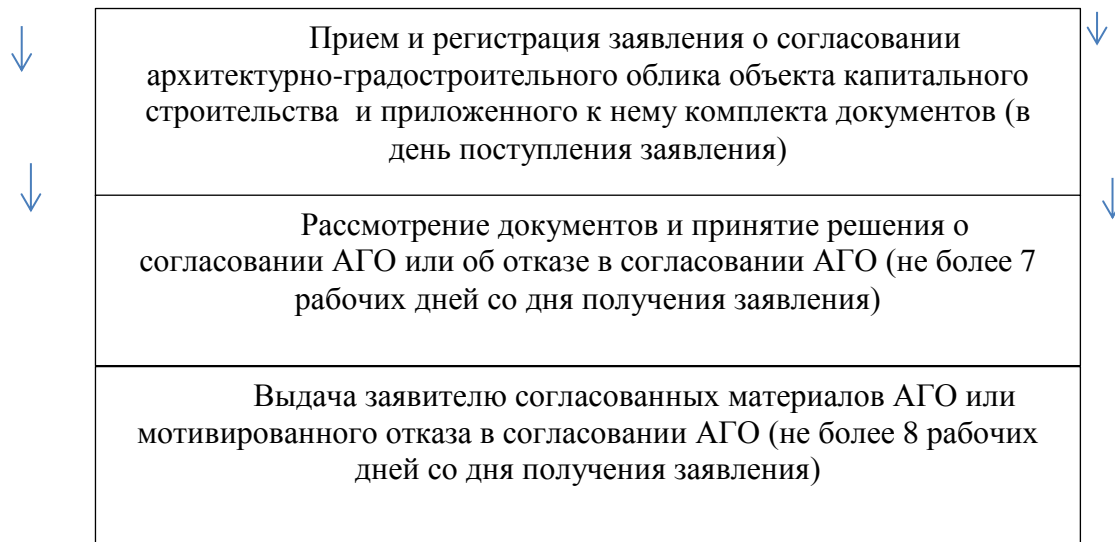 Прием и регистрация заявления о согласовании
архитектурно-градостроительного облика объекта капитального
строительства и приложенного к нему комплекта документов (в
день поступления заявления)
Рассмотрение документов и принятие решения о
согласовании АГО или об отказе в согласовании АГО (не более 7
рабочих дней со дня получения заявления)
Выдача заявителю согласованных материалов АГО или
мотивированного отказа в согласовании АГО (не более 8 рабочих
дней со дня получения заявления)